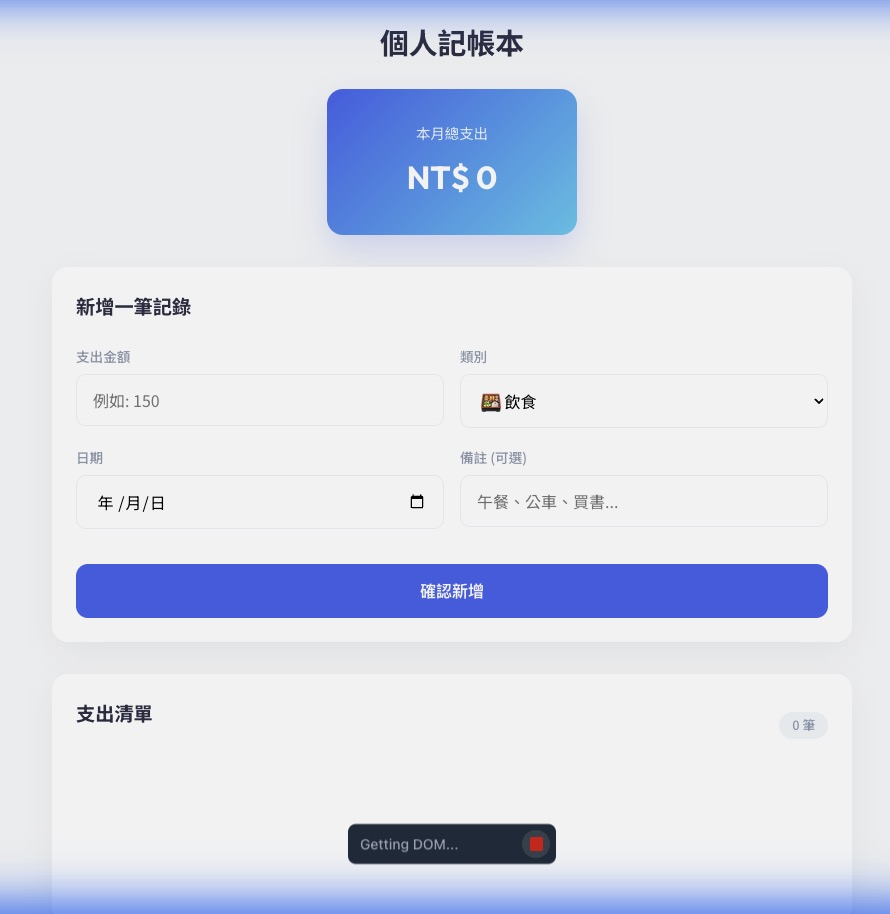 個人記帳本
本月總支出
NT$ 0
新增一筆記錄
支出金額
類別
例如: 150
🍱 飲食
日期
備註 (可選)
年 /月/日
午餐、公車、買書...
確認新增
支出清單
0 筆
Getting DOM...